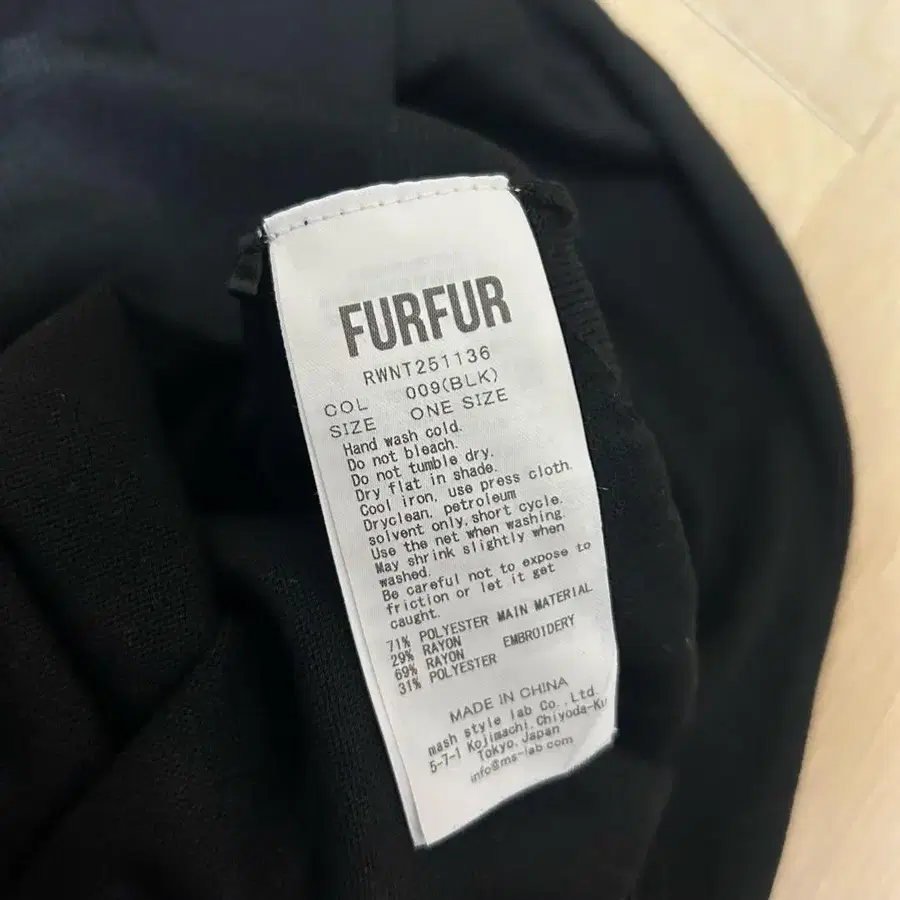 FURFUR
RWNT251136
COL 009(BLK)
SIZE ONE SIZE
Hand wash cold.
Do not bleach.
Do not tumble dry.
Dry flat in shade.
Cool iron, use press cloth.
Dryclean, petroleum
solvent only, short cycle.
Use the net when washing
May shrink slightly when
washed.
Be careful not to expose to
friction or let it get
caught.
71% POLYESTER MAIN MATERIAL
29% RAYON
69% RAYON EMBROIDERY
31% POLYESTER
MADE IN CHINA
mash style lab Co.,Ltd.
5-7-1 Kojimachi, Chiyoda-Ku
Tokyo, Japan
info@ms-lab.com